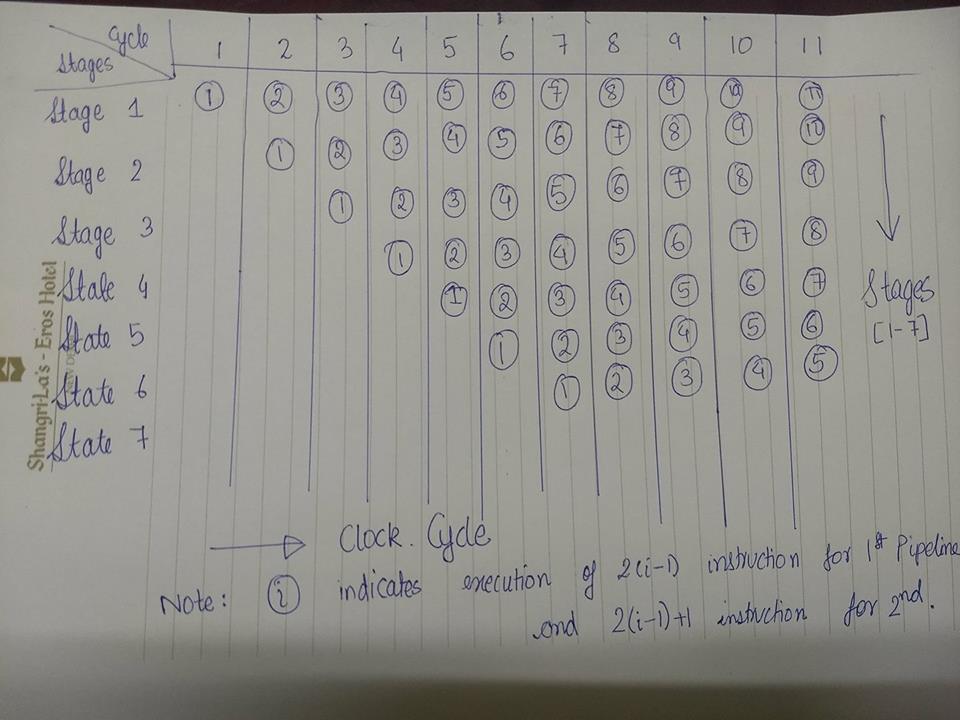 Cycle
Stages
1 2 3 4 5 6 7 8 9 10 11
Stage 1 ① ② ③ ④ ⑤ ⑥ ⑦ ⑧ ⑨ ⑩ ⑪
Stage 2 ① ② ③ ④ ⑤ ⑥ ⑦ ⑧ ⑨ ⑩
Stage 3 ① ② ③ ④ ⑤ ⑥ ⑦ ⑧ ⑨
State 4 ① ② ③ ④ ⑤ ⑥ ⑦ ⑧
State 5 ① ② ③ ④ ⑤ ⑥ ⑦
State 6 ① ② ③ ④ ⑤ ⑥
State 7 ① ② ③ ④ ⑤
Stages
[1-7]
Clock. Cycle
Note: ⓘ indicates execution of 2(i-1) instruction for 1st Pipeline
and 2(i-1)+1 instruction for 2nd.
Shangri-La's - Eros Hotel